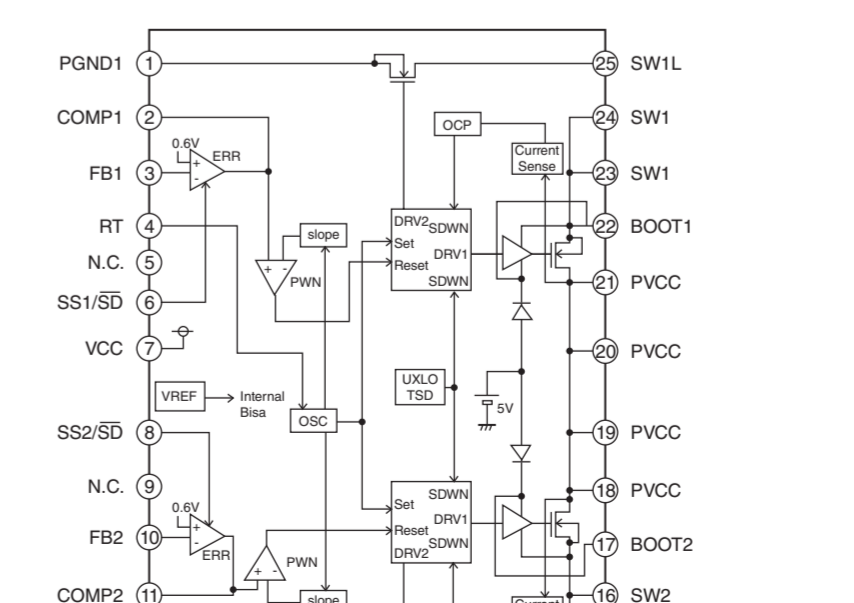 PGND1 1 25 SW1L
COMP1 2 OCP 24 SW1
0.6V ERR Current
Sense
FB1 3 + - 23 SW1
RT 4 slope DRV2 SDWN 22 BOOT1
Set
DRV1
N.C. 5 + - PWN Reset
SDWN 21 PVCC
SS1/SD 6
VCC 7 20 PVCC
UXLO
TSD
VREF Internal
Bisa
5V
OSC
SS2/SD 8 19 PVCC
N.C. 9 SDWN 18 PVCC
0.6V Set
DRV1
FB2 10 + - Reset 17 BOOT2
SDWN
ERR PWN DRV2
+ -
COMP2 11 slope Current 16 SW2